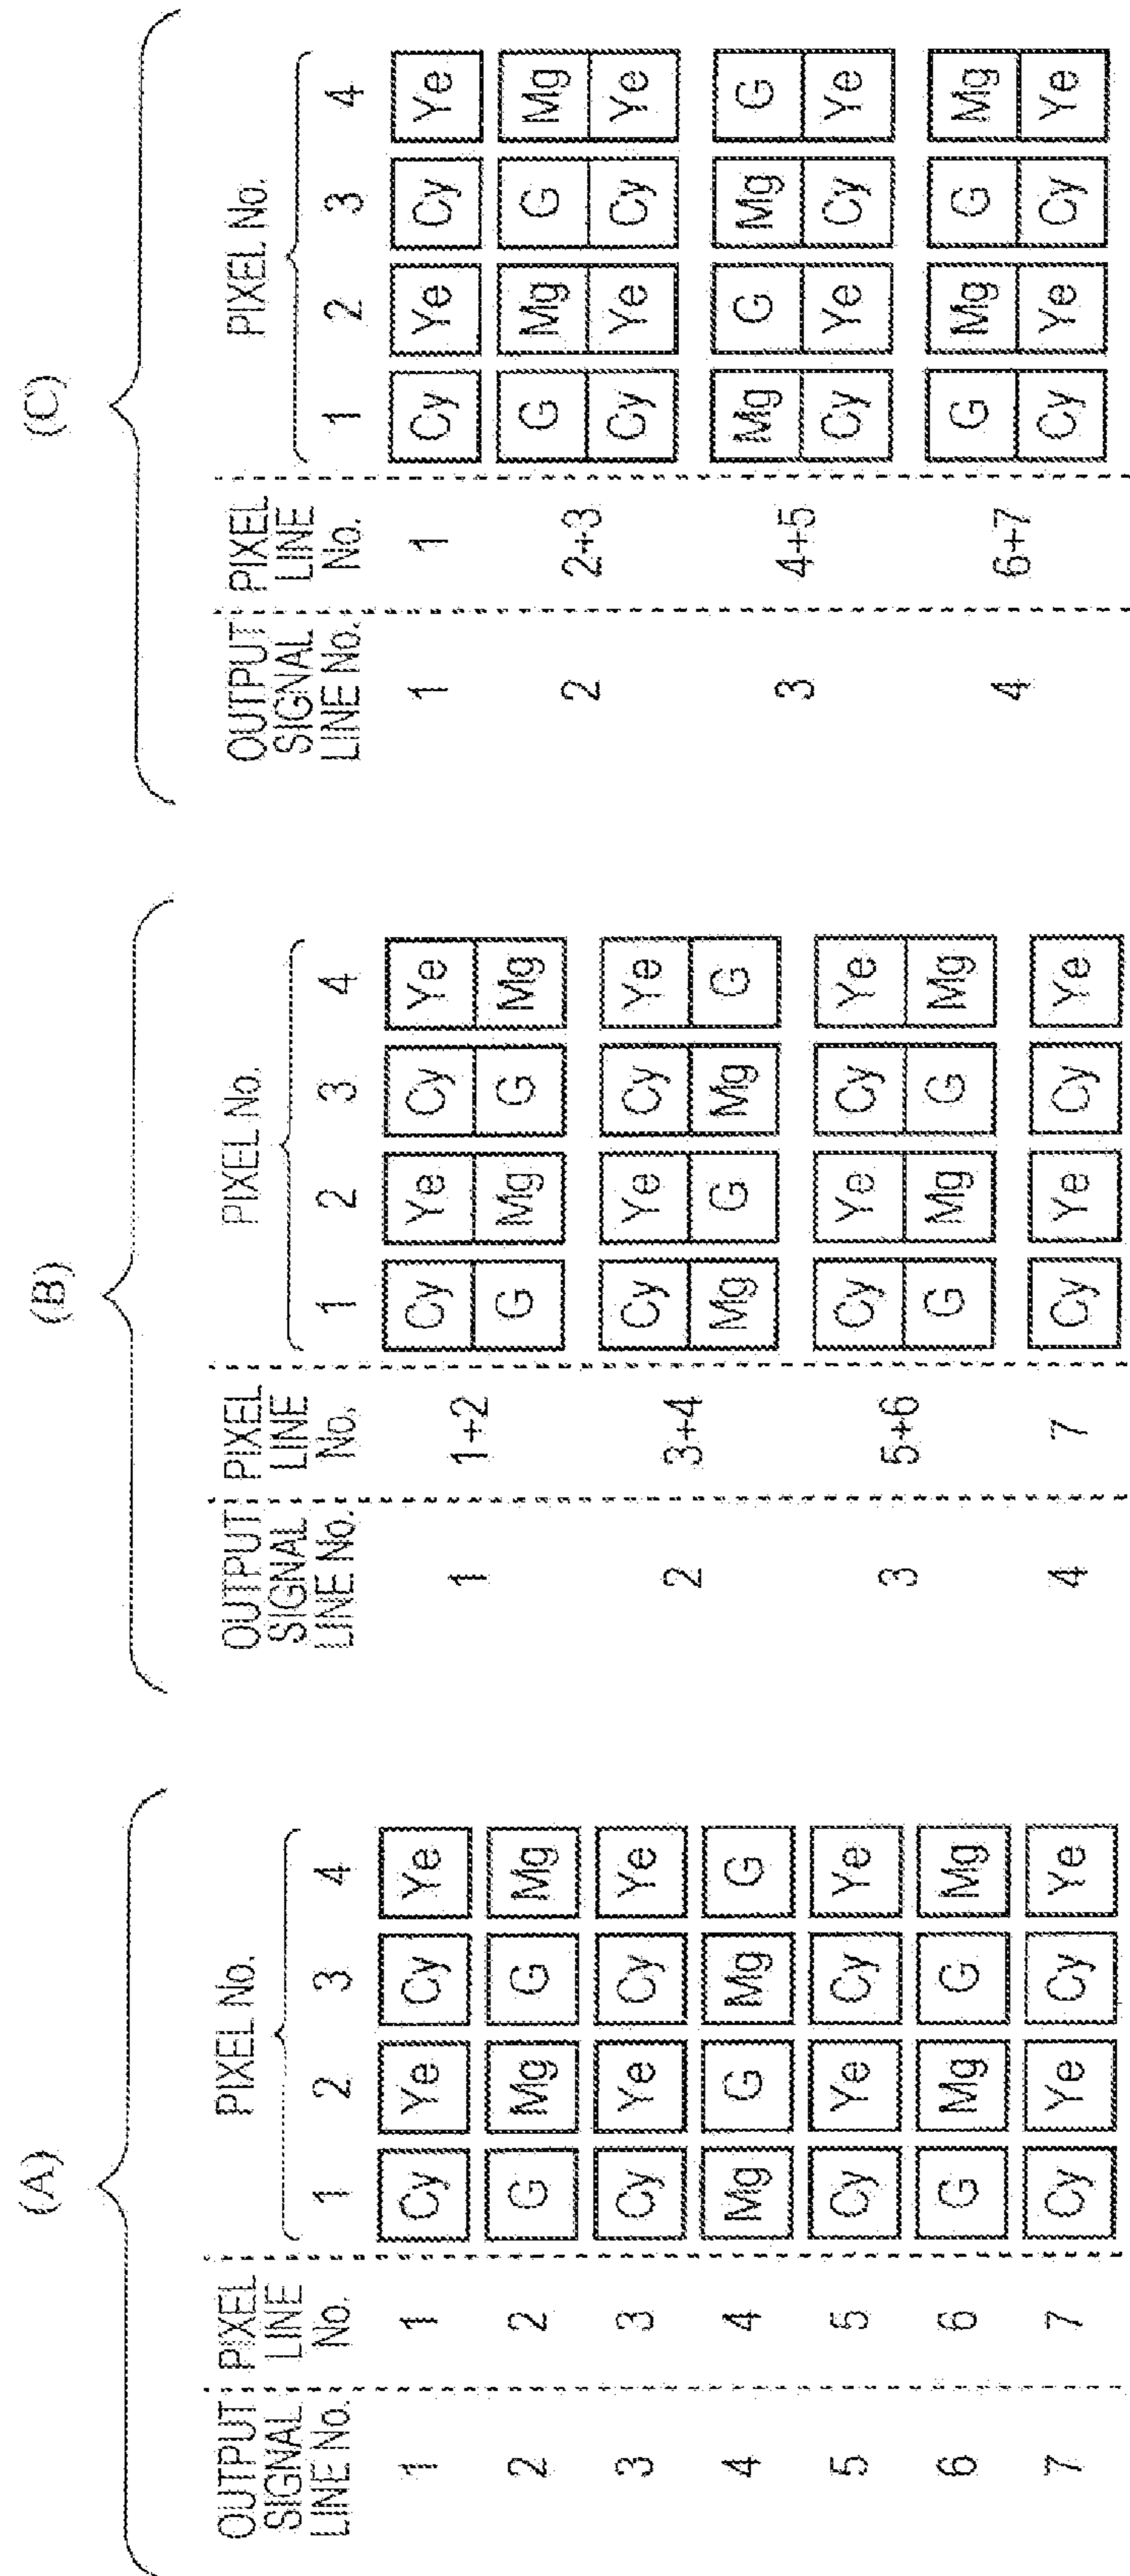 (A)
PIXEL No.
OUTPUT SIGNAL LINE No. PIXEL LINE No. 1 2 3 4
1 1 Cy Ye Cy Ye
2 2 G Mg G Mg
3 3 Cy Ye Cy Ye
4 4 Mg G Mg G
5 5 Cy Ye Cy Ye
6 6 G Mg G Mg
7 7 Cy Ye Cy Ye
(B)
PIXEL No.
OUTPUT SIGNAL LINE No. PIXEL LINE No. 1 2 3 4
Cy Ye Cy Ye
1 1+2
G Mg G Mg
Cy Ye Cy Ye
2 3+4
Mg G Mg G
Cy Ye Cy Ye
3 5+6
G Mg G Mg
4 7 Cy Ye Cy Ye
(C)
PIXEL No.
OUTPUT SIGNAL LINE No. PIXEL LINE No. 1 2 3 4
1 1 Cy Ye Cy Ye
G Mg G Mg
2 2+3
Cy Ye Cy Ye
Mg G Mg G
3 4+5
Cy Ye Cy Ye
G Mg G Mg
4 6+7
Cy Ye Cy Ye